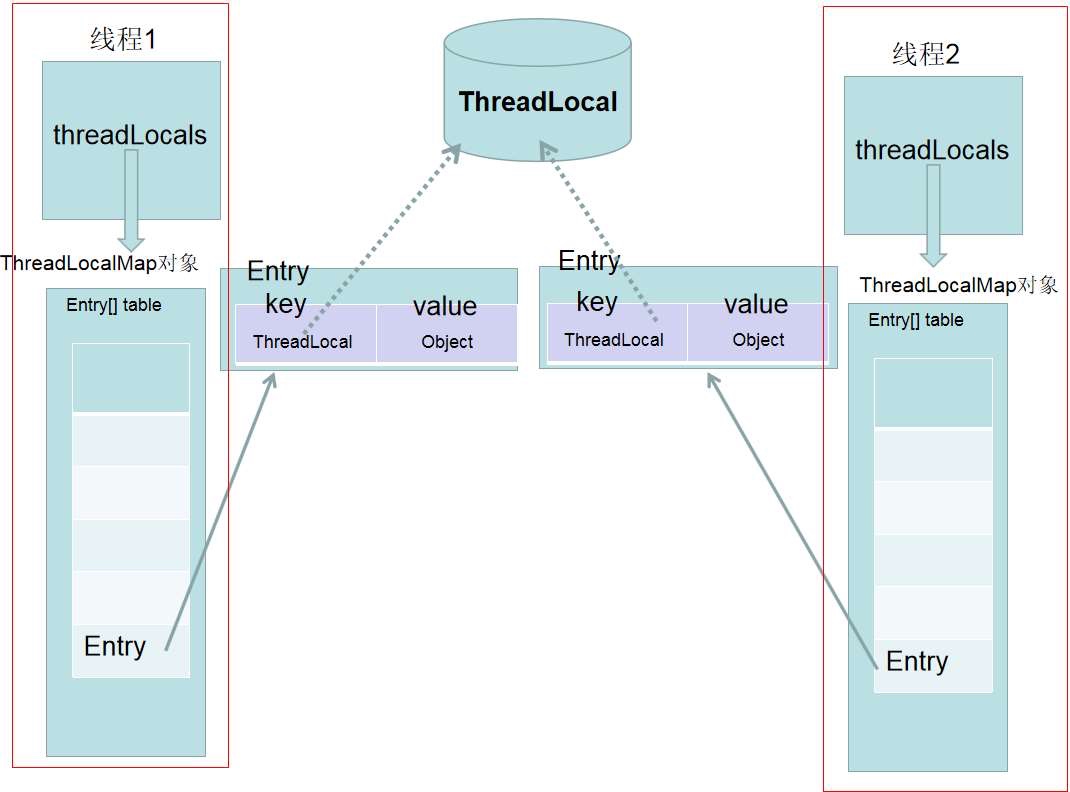 线程1
threadLocals
ThreadLocalMap对象
Entry[] table
Entry
ThreadLocal
Entry
key
value
ThreadLocal
Object
Entry
key
value
ThreadLocal
Object
线程2
threadLocals
ThreadLocalMap对象
Entry[] table
Entry